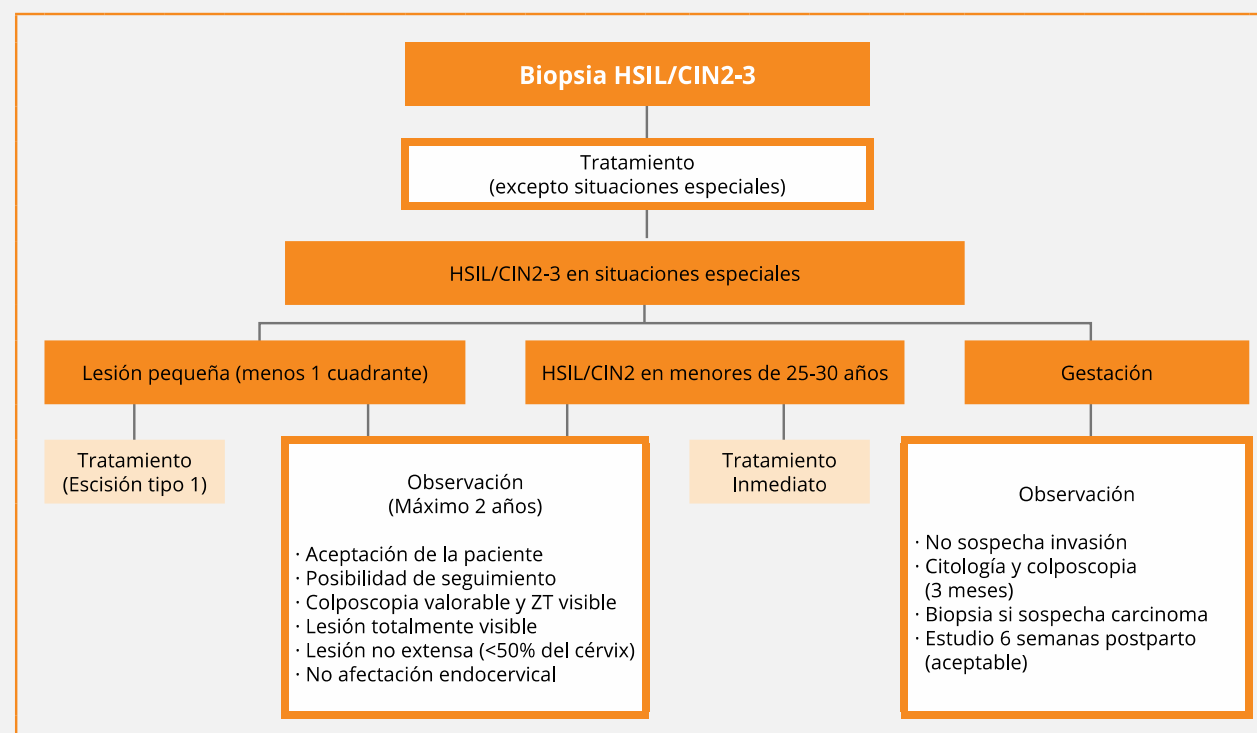 Biopsia HSIL/CIN2-3
Tratamiento
(excepto situaciones especiales)
HSIL/CIN2-3 en situaciones especiales
Lesión pequeña (menos 1 cuadrante)
HSIL/CIN2 en menores de 25-30 años
Gestación
Tratamiento
(Escisión tipo 1)
Observación
(Máximo 2 años)
· Aceptación de la paciente
· Posibilidad de seguimiento
· Colposcopia valorable y ZT visible
· Lesión totalmente visible
· Lesión no extensa (<50% del cérvix)
· No afectación endocervical
Tratamiento
Inmediato
Observación
· No sospecha invasión
· Citología y colposcopia
(3 meses)
· Biopsia si sospecha carcinoma
· Estudio 6 semanas postparto
(aceptable)